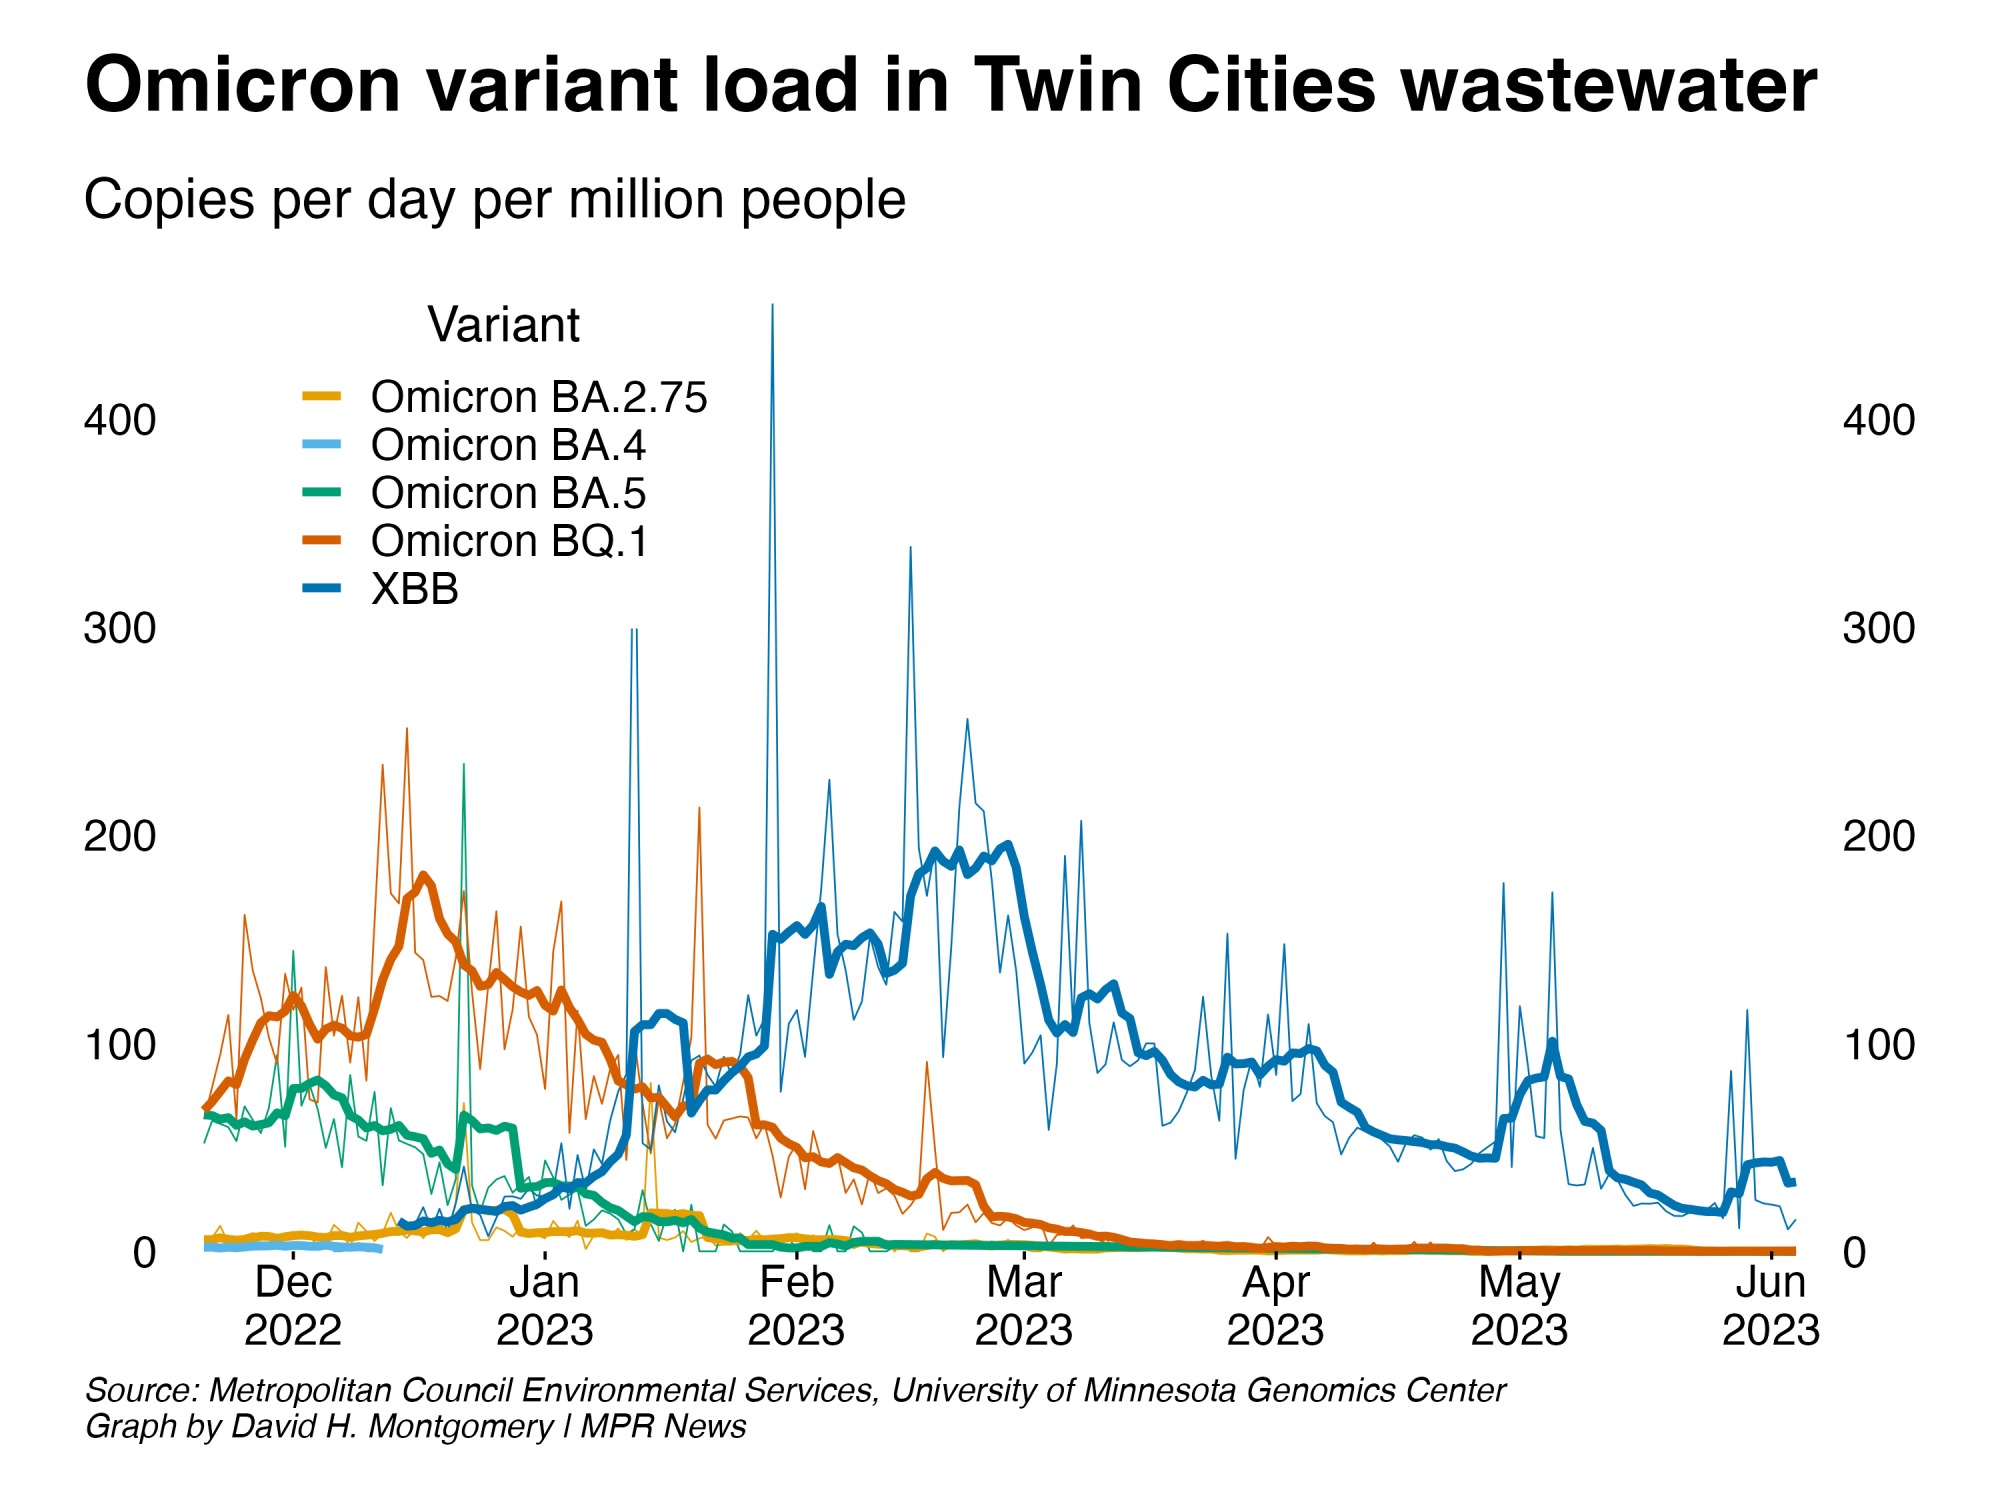 Omicron variant load in Twin Cities wastewater
Copies per day per million people
Variant
Omicron BA.2.75
Omicron BA.4
Omicron BA.5
Omicron BQ.1
XBB
400 400
300 300
200 200
100 100
0 0
Dec Jan Feb Mar Apr May Jun
2022 2023 2023 2023 2023 2023 2023
Source: Metropolitan Council Environmental Services, University of Minnesota Genomics Center
Graph by David H. Montgomery | MPR News